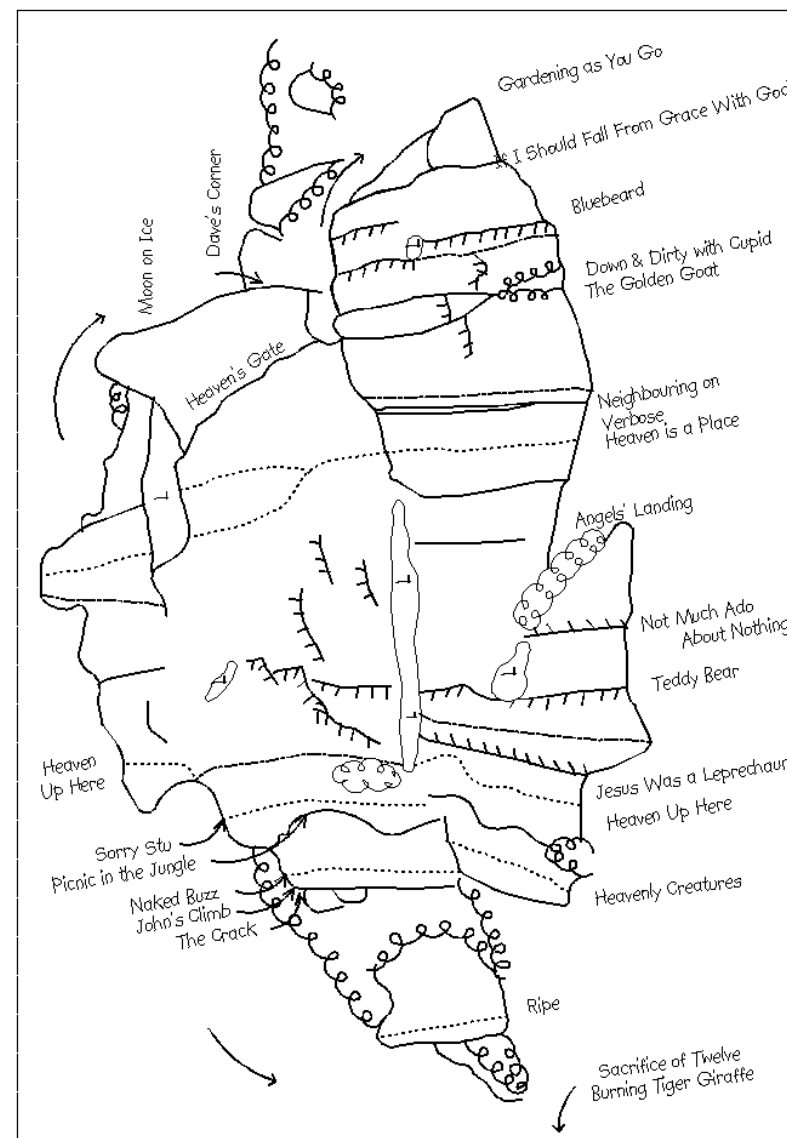 Gardening as You Go
If I Should Fall From Grace With God
Bluebeard
Dave's Corner
Moon on Ice
Down & Dirty with Cupid
The Golden Goat
Heaven's Gate
Neighbouring on
Verbose
Heaven is a Place
Angels' Landing
Not Much Ado
About Nothing
Teddy Bear
Heaven
Up Here
Jesus Was a Leprechaun
Heaven Up Here
Sorry Stu
Picnic in the Jungle
Naked Buzz
John's Climb
The Crack
Heavenly Creatures
Ripe
Sacrifice of Twelve
Burning Tiger Giraffe